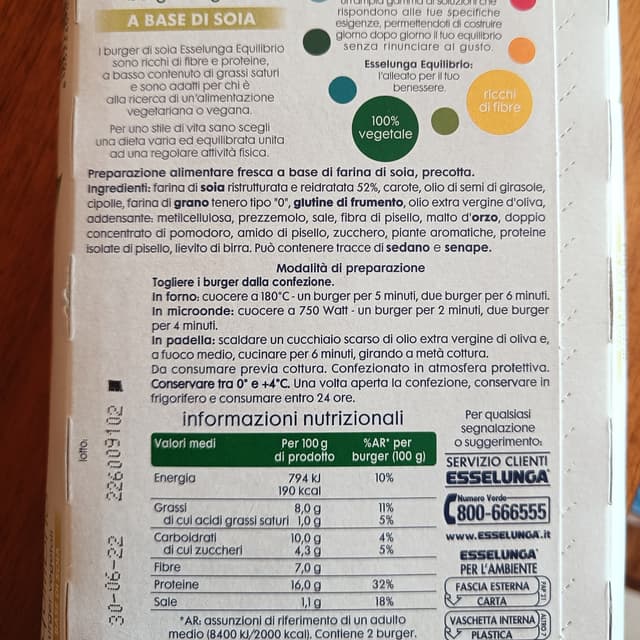 A BASE DI SOIA
I burger di soia Esselunga Equilibrio
sono ricchi di fibre e proteine,
a basso contenuto di grassi saturi
e sono adatti per chi è
alla ricerca di un'alimentazione
vegetariana o vegana.
Per uno stile di vita sano scegli
una dieta varia ed equilibrata unita
ad una regolare attività fisica.
un'ampia gamma di soluzioni che
rispondono alle tue specifiche
esigenze, permettendoti di costruire
giorno dopo giorno il tuo equilibrio
senza rinunciare al gusto.
Esselunga Equilibrio:
l'alleato per il tuo
benessere.
ricchi
di fibre
100%
vegetale
Preparazione alimentare fresca a base di farina di soia, precotta.
Ingredienti: farina di soia ristrutturata e reidratata 52%, carote, olio di semi di girasole,
cipolle, farina di grano tenero tipo "0", glutine di frumento, olio extra vergine d'oliva,
addensante: metilcellulosa, prezzemolo, sale, fibra di pisello, malto d'orzo, doppio
concentrato di pomodoro, amido di pisello, zucchero, piante aromatiche, proteine
isolate di pisello, lievito di birra. Può contenere tracce di sedano e senape.
Modalità di preparazione
Togliere i burger dalla confezione.
In forno: cuocere a 180°C - un burger per 5 minuti, due burger per 6 minuti.
In microonde: cuocere a 750 Watt - un burger per 2 minuti, due burger
per 4 minuti.
In padella: scaldare un cucchiaio scarso di olio extra vergine di oliva e,
a fuoco medio, cucinare per 6 minuti, girando a metà cottura.
Da consumare previa cottura. Confezionato in atmosfera protettiva.
Conservare tra 0° e +4°C. Una volta aperta la confezione, conservare in
frigorifero e consumare entro 24 ore.
informazioni nutrizionali
Valori medi Per 100 g %AR* per
di prodotto burger (100 g)
Energia 794 kJ 10%
190 kcal
Grassi 8,0 g 11%
di cui acidi grassi saturi 1,0 g 5%
Carboidrati 10,0 g 4%
di cui zuccheri 4,3 g 5%
Fibre 7,0 g
Proteine 16,0 g 32%
Sale 1,1 g 18%
*AR: assunzioni di riferimento di un adulto
medio (8400 kJ/2000 kcal). Contiene 2 burger.
Per qualsiasi
segnalazione
o suggerimento:
SERVIZIO CLIENTI
ESSELUNGA
Numero Verde
800-666555
www.ESSELUNGA.it
ESSELUNGA
PER L'AMBIENTE
FASCIA ESTERNA
CARTA
PAP 21
VASCHETTA INTERNA
PLASTICA
lotto:
226009102
30-06-22